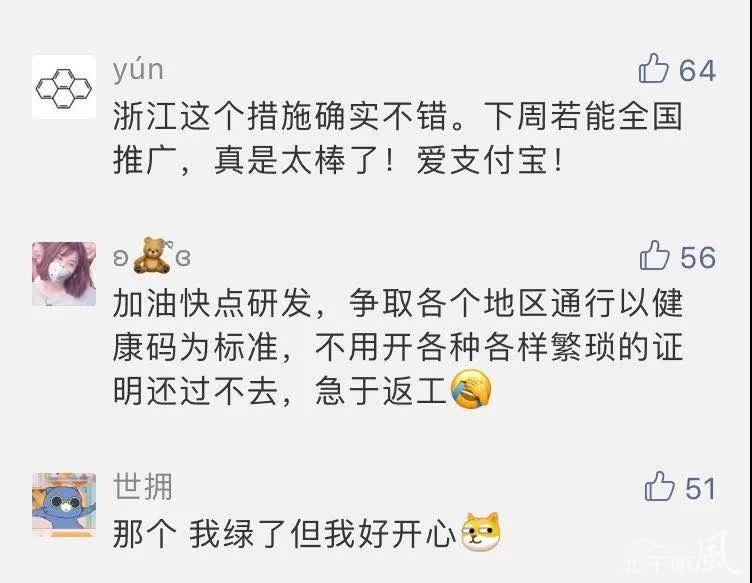 yún
64
浙江这个措施确实不错。下周若能全国
推广，真是太棒了！爱支付宝！
ʚ🧸ྀིɞ
56
加油快点研发，争取各个地区通行以健
康码为标准，不用开各种各样繁琐的证
明还过不去，急于返工🤦
世拥
51
那个 我绿了但我好开心
北干听風